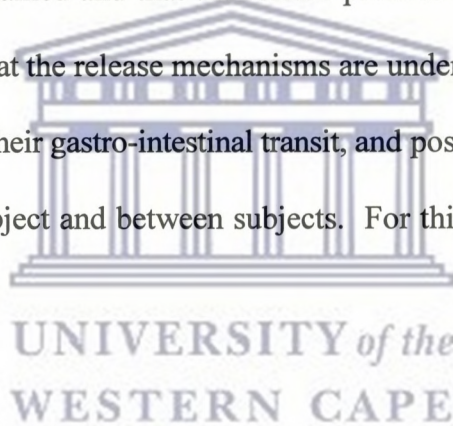 at the release mechanisms are under
heir gastro-intestinal transit, and pos
ject and between subjects. For thi
UNIVERSITY of the
WESTERN CAPE